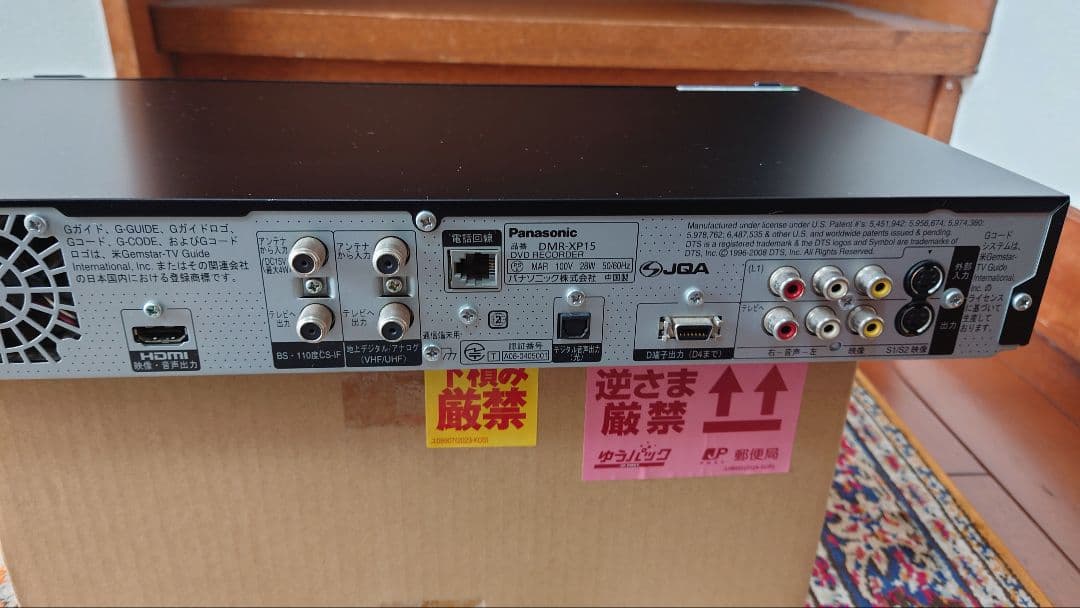 Gガイド、G-GUIDE、Gガイドロゴ、
Gコード、G-CODE、およびGコード
ロゴは、米Gemstar-TV Guide
International, Inc. またはその関連会社
の日本国内における登録商標です。
HDMI
映像・音声出力
アンテナ
から入力
テレビへ
出力
BS・110度CS-IF
アンテナ
から入力
テレビへ
出力
地上デジタル/アナログ
(VHF/UHF)
電話回線
Panasonic
品番 DMR-XP15
DVD RECORDER
MAR 100V 28W 50/60Hz
パナソニック株式会社 中国製
JQA
認証番号
T A08-0405001
デジタル音声出力
(光)
D端子出力 (D4まで)
Manufactured under license under U.S. Patent #'s: 5,451,942; 5,956,674; 5,974,380;
5,978,762; 6,487,535 & other U.S. and worldwide patents issued & pending.
DTS is a registered trademark & the DTS logos and Symbol are trademarks of
DTS, Inc. © 1996-2008 DTS, Inc. All Rights Reserved.
(L1)
右-音声-左
映像
S1/S2 映像
外部
入力
出力
Gコード
システムは、
米Gemstar-
TV Guide
International,
Inc. の
ライセンス
に基づいて
生産して
おります。
下積み
厳禁
逆さま
厳禁
ゆうパック
JP POST 郵便局